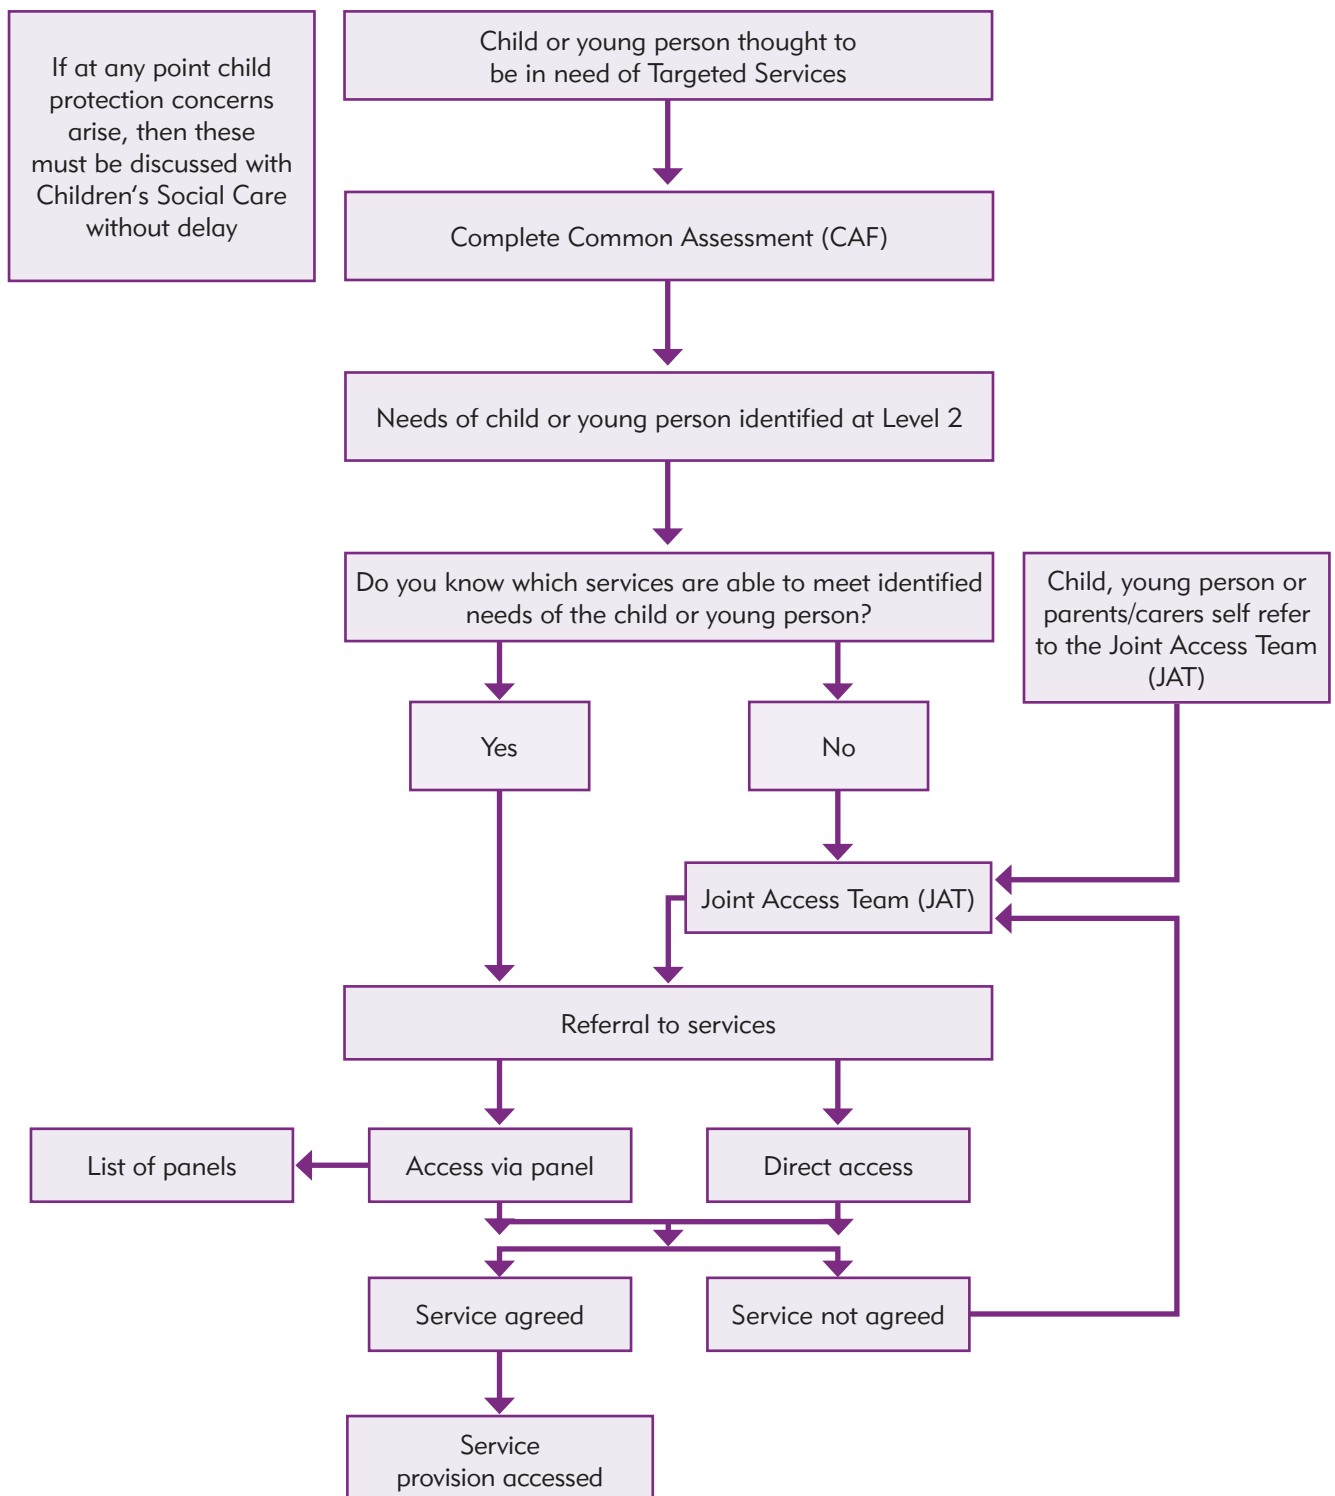 If at any point child
protection concerns
arise, then these
must be discussed with
Children‘s Social Care
without delay
Child or young person thought to
be in need of Targeted Services
Complete Common Assessment (CAF)
Needs of child or young person identified at Level 2
Do you know which services are able to meet identified
needs of the child or young person?
Child, young person or
parents/carers self refer
to the Joint Access Team
(JAT)
Yes
No
Joint Access Team (JAT)
Referral to services
List of panels
Access via panel
Direct access
Service agreed
Service not agreed
Service
provision accessed